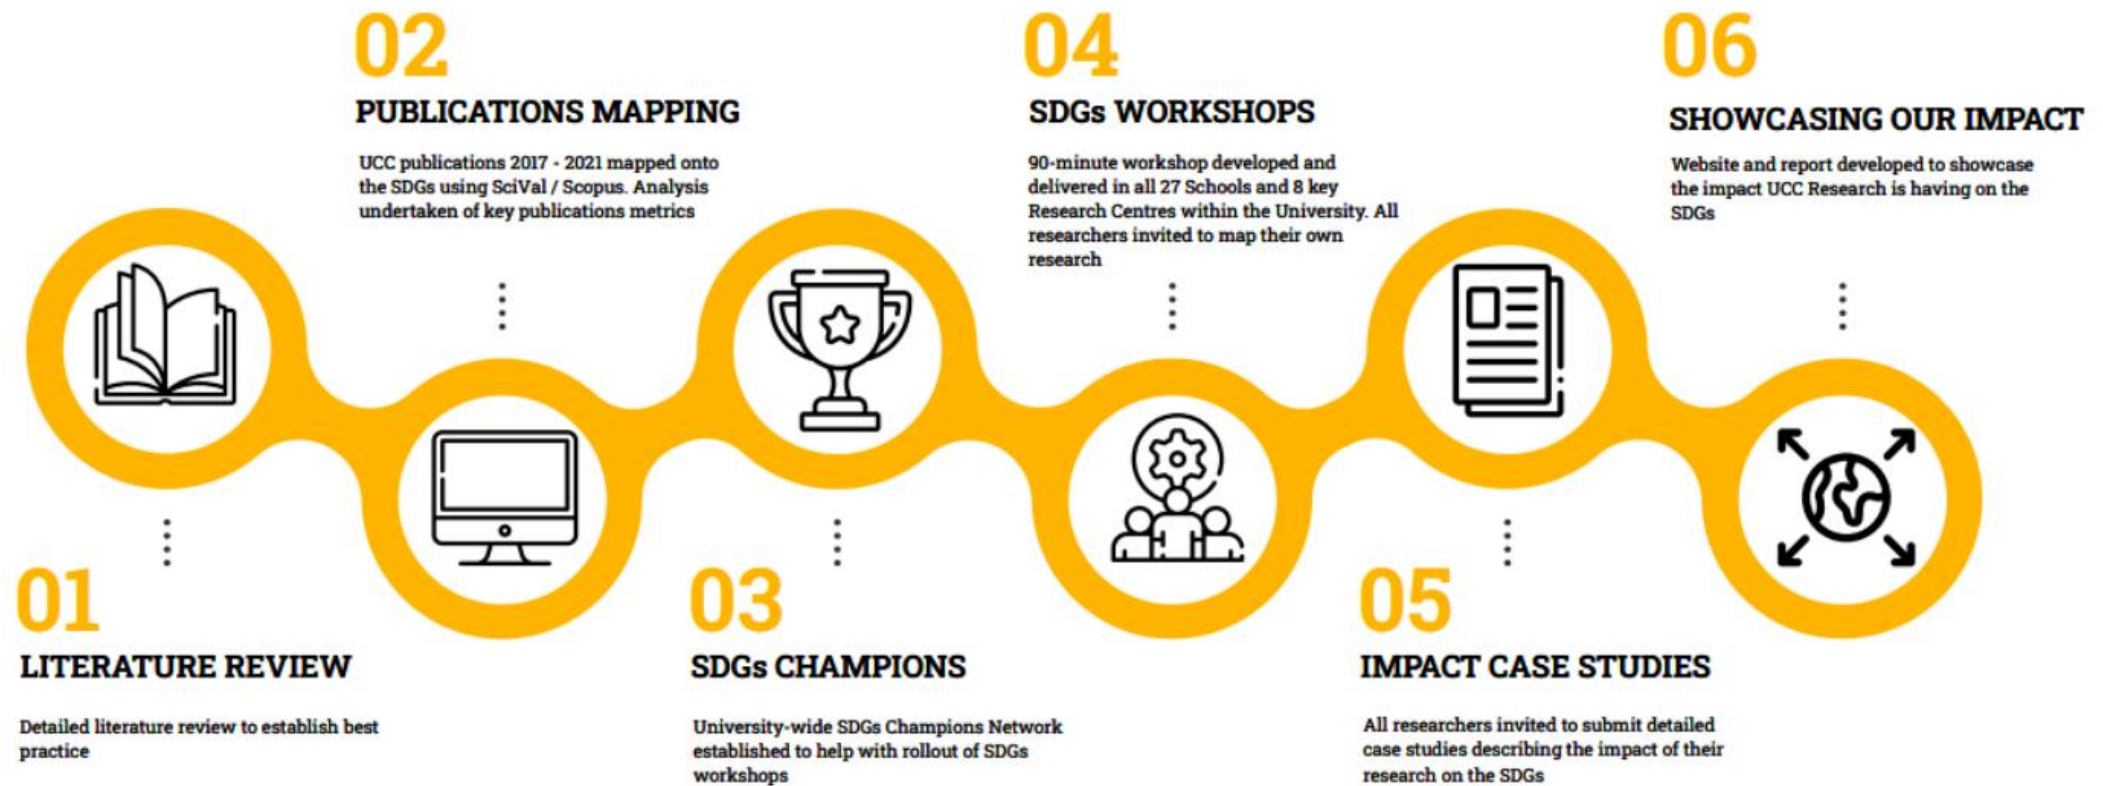 01
LITERATURE REVIEW
Detailed literature review to establish best
practice
02
PUBLICATIONS MAPPING
UCC publications 2017 - 2021 mapped onto
the SDGs using SciVal / Scopus. Analysis
undertaken of key publications metrics
03
SDGs CHAMPIONS
University-wide SDGs Champions Network
established to help with rollout of SDGs
workshops
04
SDGs WORKSHOPS
90-minute workshop developed and
delivered in all 27 Schools and 8 key
Research Centres within the University. All
researchers invited to map their own
research
05
IMPACT CASE STUDIES
All researchers invited to submit detailed
case studies describing the impact of their
research on the SDGs
06
SHOWCASING OUR IMPACT
Website and report developed to showcase
the impact UCC Research is having on the
SDGs